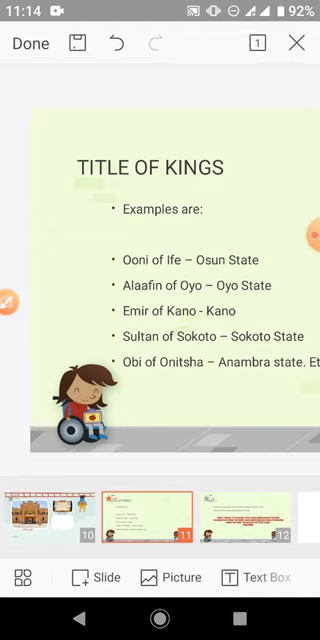 11:14
92%
Done
1
TITLE OF KINGS
• Examples are:
• Ooni of Ife – Osun State
• Alaafin of Oyo – Oyo State
• Emir of Kano - Kano
• Sultan of Sokoto – Sokoto State
• Obi of Onitsha – Anambra state. Et
10
11
12
Slide
Picture
Text Box